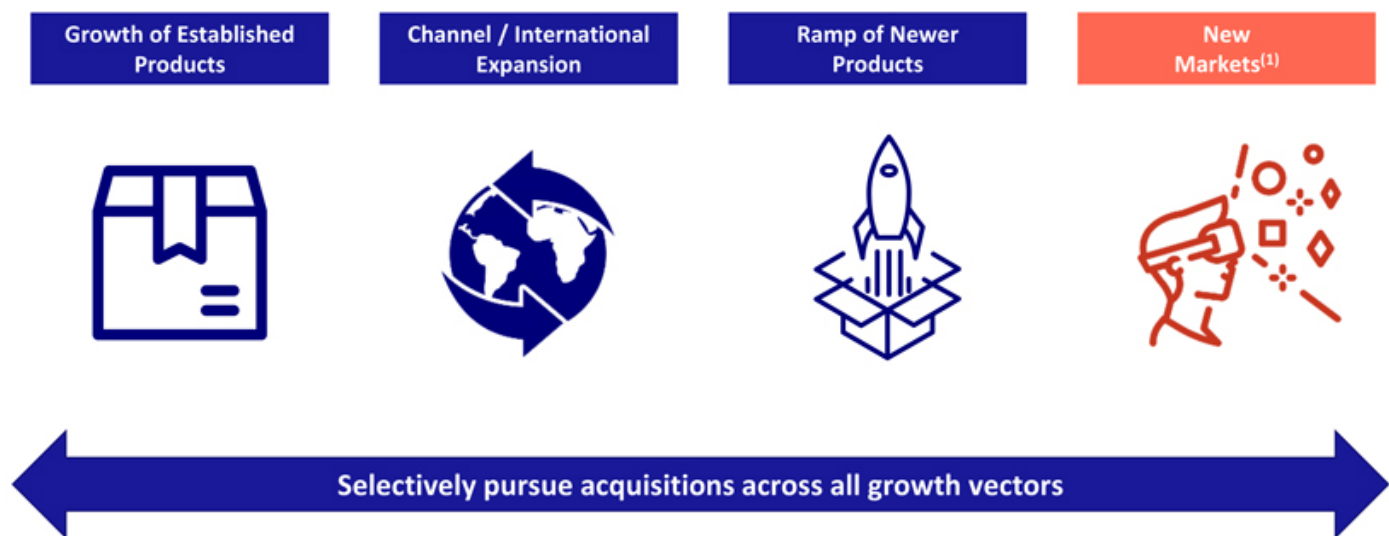 Growth of Established
Products
Channel / International
Expansion
Ramp of Newer
Products
New
Markets(1)
Selectively pursue acquisitions across all growth vectors